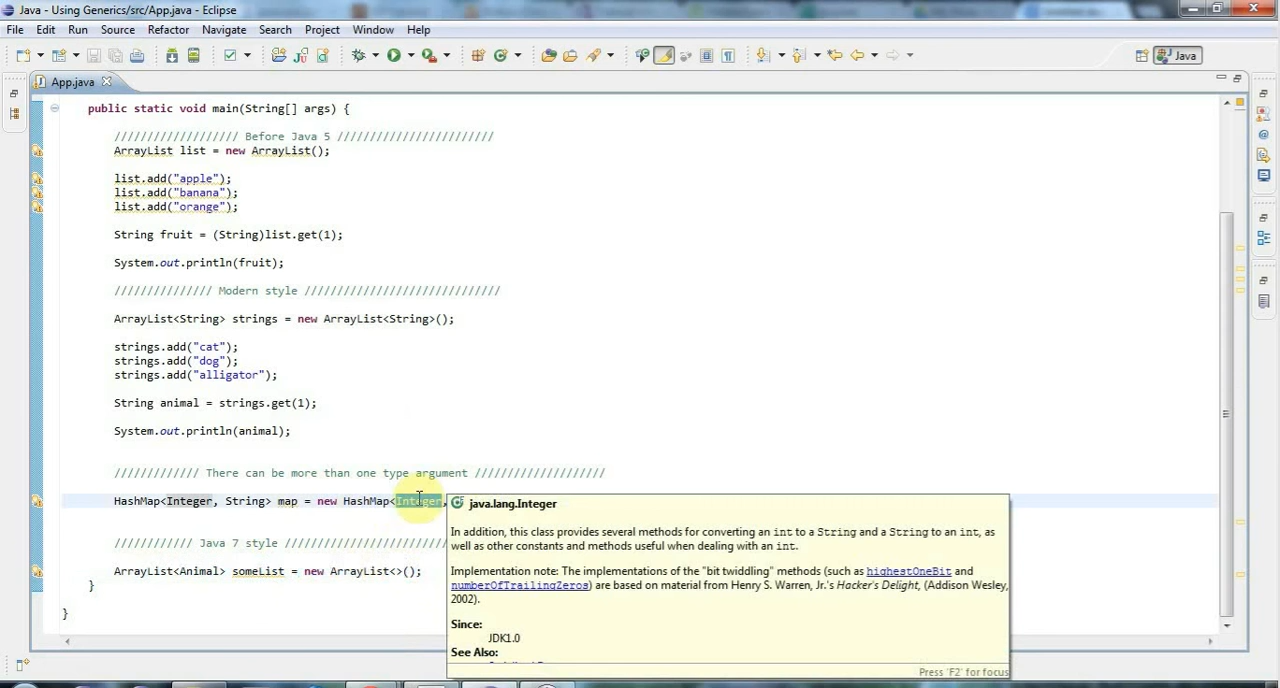 Java - Using Generics/src/App.java - Eclipse
File Edit Run Source Refactor Navigate Search Project Window Help
Java
App.java
public static void main(String[] args) {
/////////////////// Before Java 5 ////////////////////////
ArrayList list = new ArrayList();
list.add("apple");
list.add("banana");
list.add("orange");
String fruit = (String)list.get(1);
System.out.println(fruit);
/////////////// Modern style //////////////////////////////
ArrayList<String> strings = new ArrayList<String>();
strings.add("cat");
strings.add("dog");
strings.add("alligator");
String animal = strings.get(1);
System.out.println(animal);
///////////// There can be more than one type argument ////////////////////
HashMap<Integer, String> map = new HashMap<Integer,
/////////// Java 7 style /////////////////////////
ArrayList<Animal> someList = new ArrayList<>();
}
}
java.lang.Integer
In addition, this class provides several methods for converting an int to a String and a String to an int, as
well as other constants and methods useful when dealing with an int.
Implementation note: The implementations of the "bit twiddling" methods (such as highestOneBit and
numberOfTrailingZeros) are based on material from Henry S. Warren, Jr.'s Hacker's Delight, (Addison Wesley,
2002).
Since:
JDK1.0
See Also:
Press 'F2' for focus